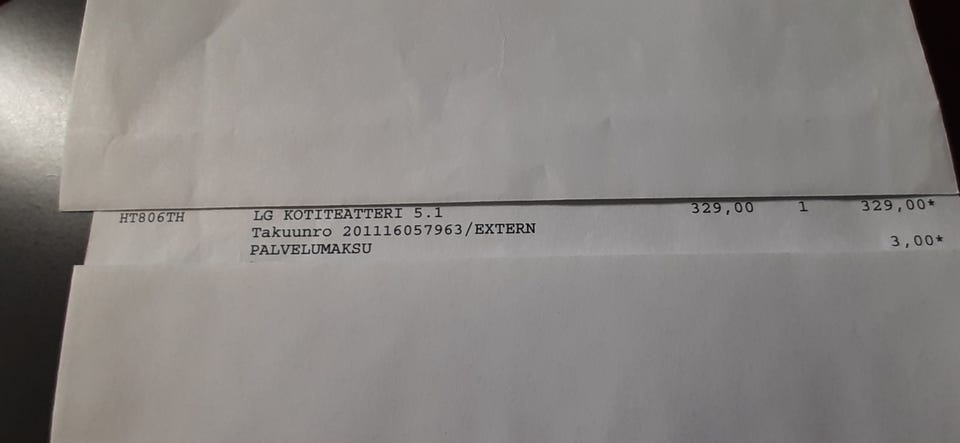 HT806TH LG KOTITEATTERI 5.1 329,00 1 329,00*
Takuunro 201116057963/EXTERN
PALVELUMAKSU 3,00*